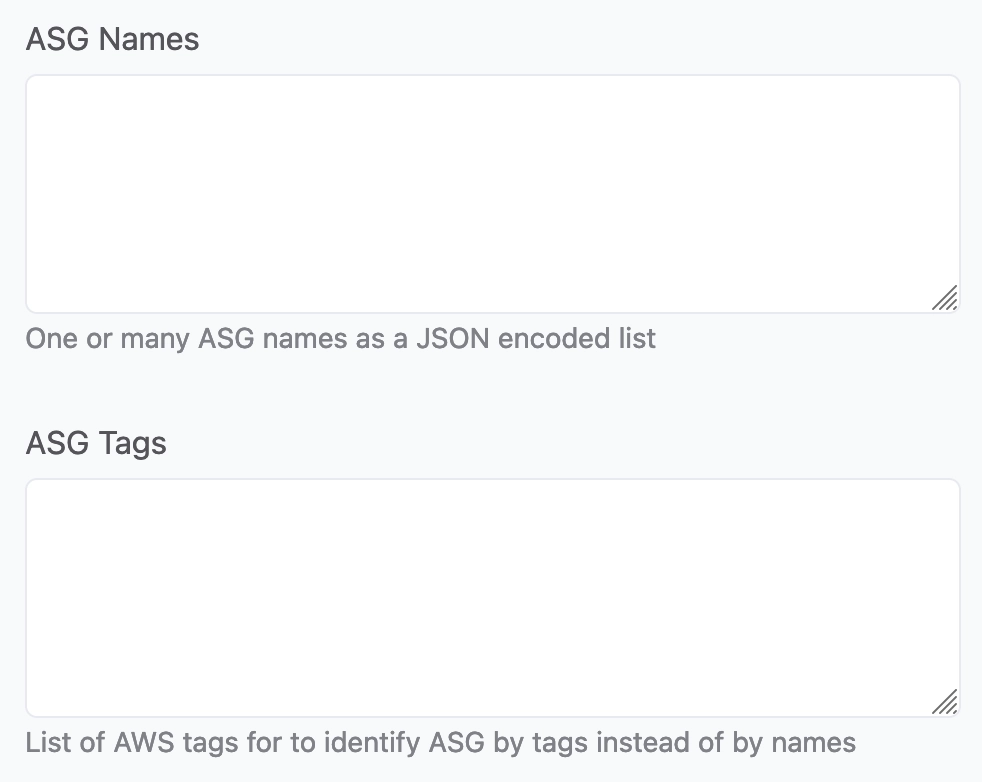 ASG Names
One or many ASG names as a JSON encoded list
ASG Tags
List of AWS tags for to identify ASG by tags instead of by names